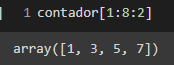 1 contador[1:8:2]
array([1, 3, 5, 7])